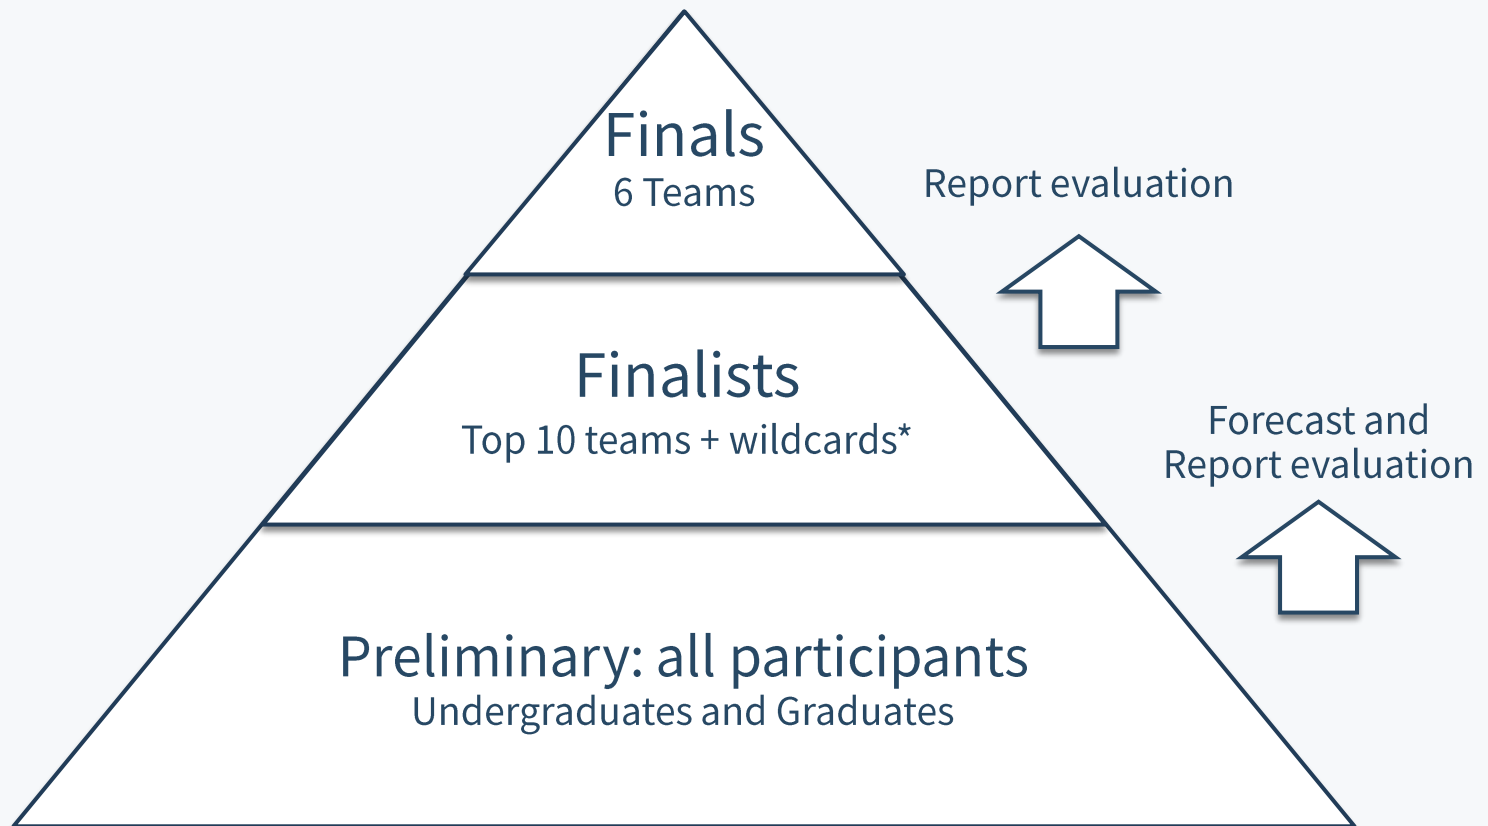 Finals
6 Teams
Report evaluation
Finalists
Top 10 teams + wildcards*
Forecast and
Report evaluation
Preliminary: all participants
Undergraduates and Graduates